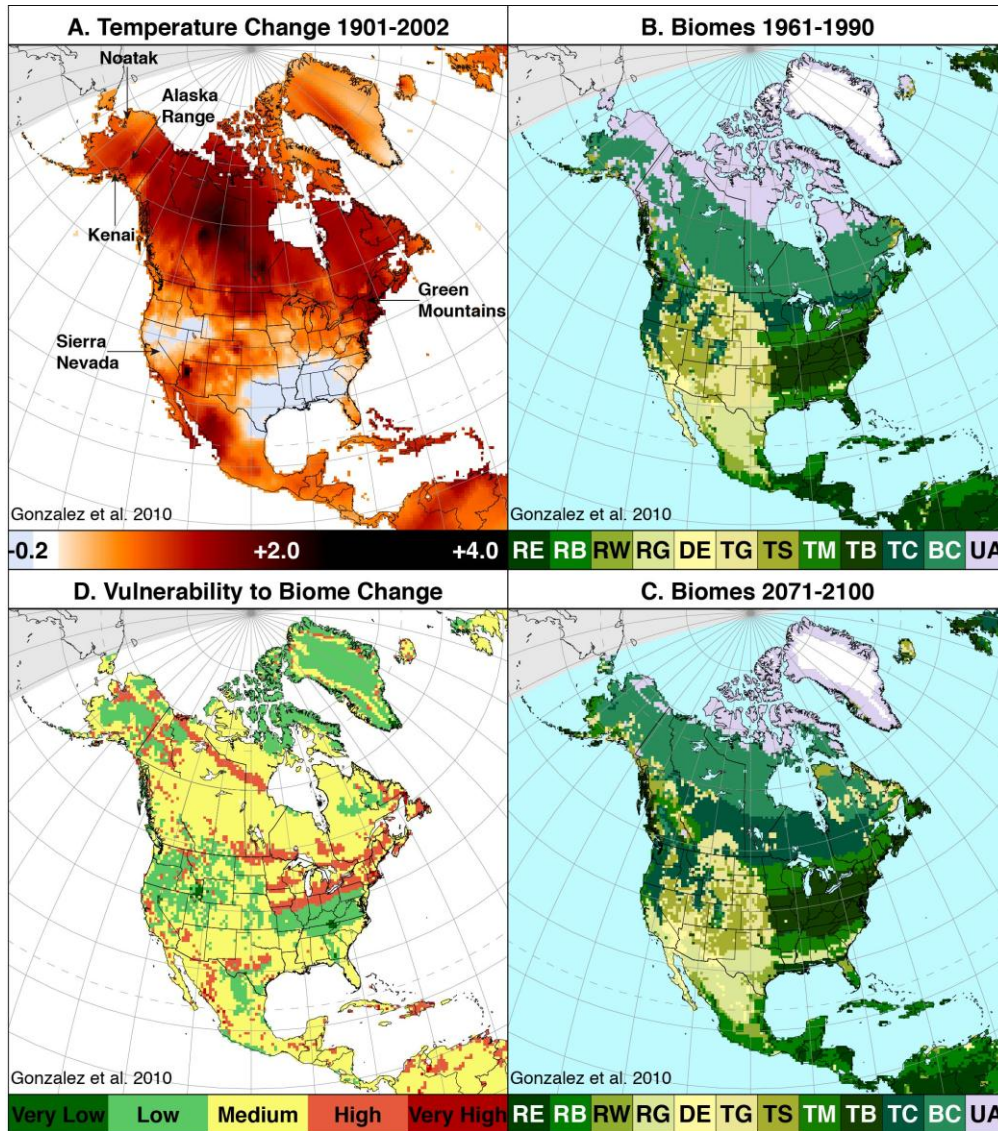 A. Temperature Change 1901-2002
Noatak
Alaska
Range
Kenai
Green
Mountains
Sierra
Nevada
Gonzalez et al. 2010
-0.2 +2.0 +4.0
B. Biomes 1961-1990
Gonzalez et al. 2010
RE RB RW RG DE TG TS TM TB TC BC UA
D. Vulnerability to Biome Change
Gonzalez et al. 2010
Very Low Low Medium High Very High
C. Biomes 2071-2100
Gonzalez et al. 2010
RE RB RW RG DE TG TS TM TB TC BC UA